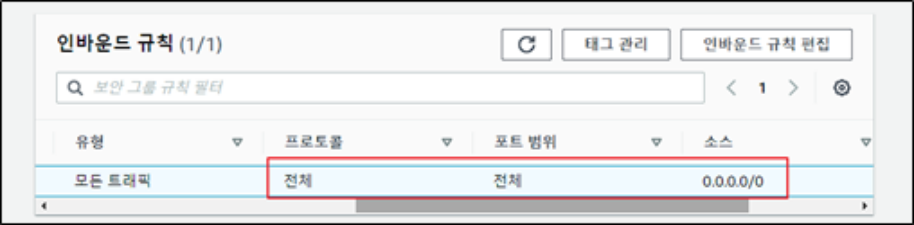 인바운드 규칙 (1/1) 태그 관리 인바운드 규칙 편집
보안 그룹 규칙 필터 1
유형 프로토콜 포트 범위 소스
모든 트래픽 전체 전체 0.0.0.0/0